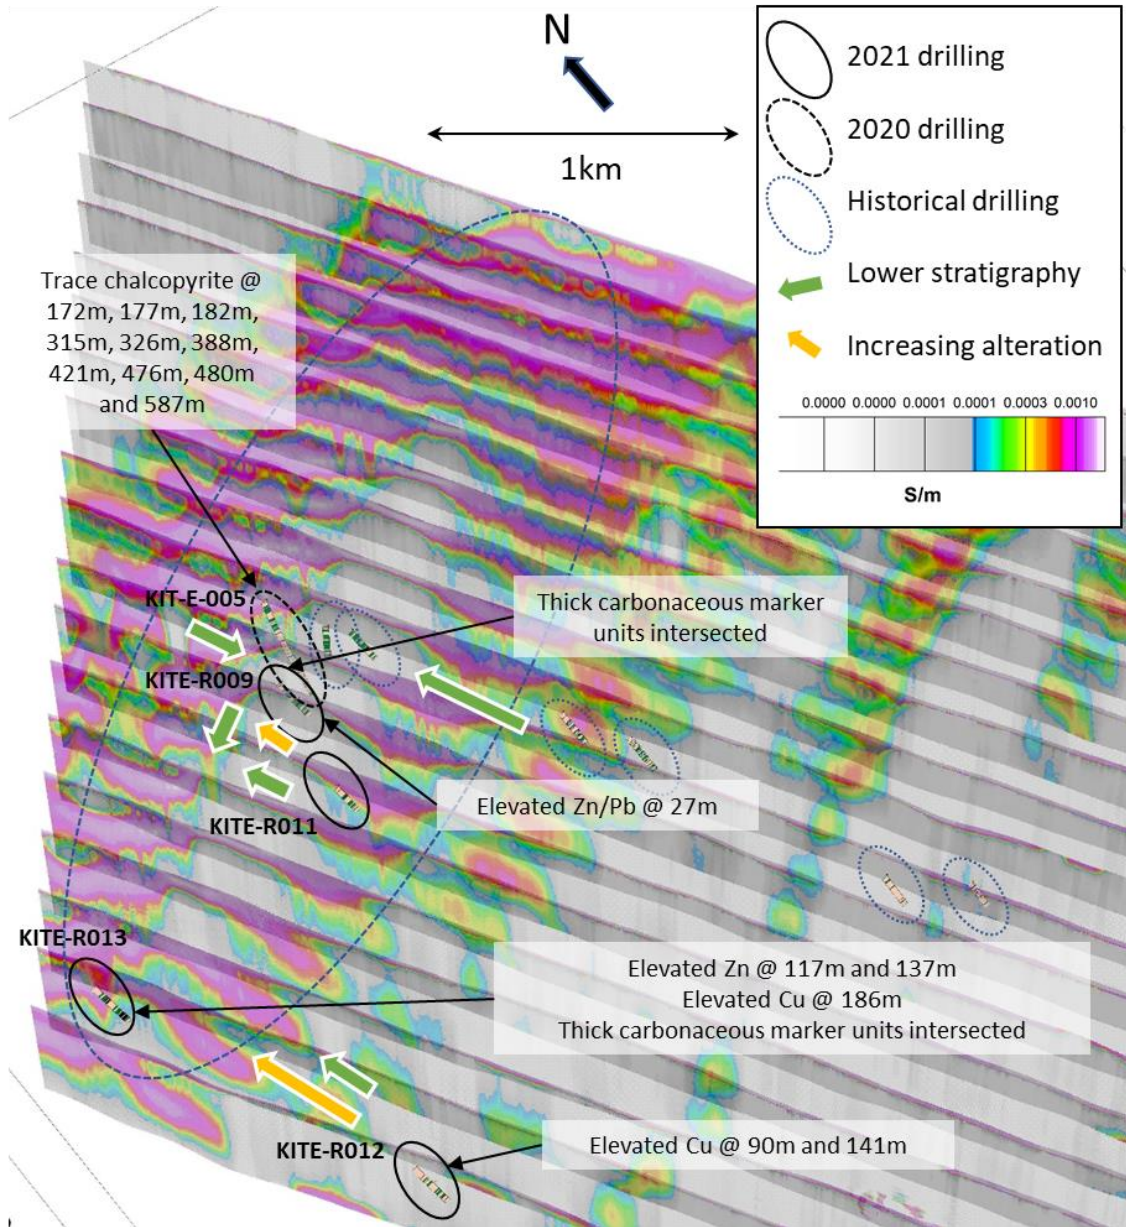 N
1km
2021 drilling
2020 drilling
Historical drilling
Lower stratigraphy
Increasing alteration
0.0000 0.0000 0.0001 0.0001 0.0003 0.0010
S/m
Trace chalcopyrite @
172m, 177m, 182m,
315m, 326m, 388m,
421m, 476m, 480m
and 587m
KIT-E-005
Thick carbonaceous marker
units intersected
KITE-R009
Elevated Zn/Pb @ 27m
KITE-R011
KITE-R013
Elevated Zn @ 117m and 137m
Elevated Cu @ 186m
Thick carbonaceous marker units intersected
KITE-R012
Elevated Cu @ 90m and 141m